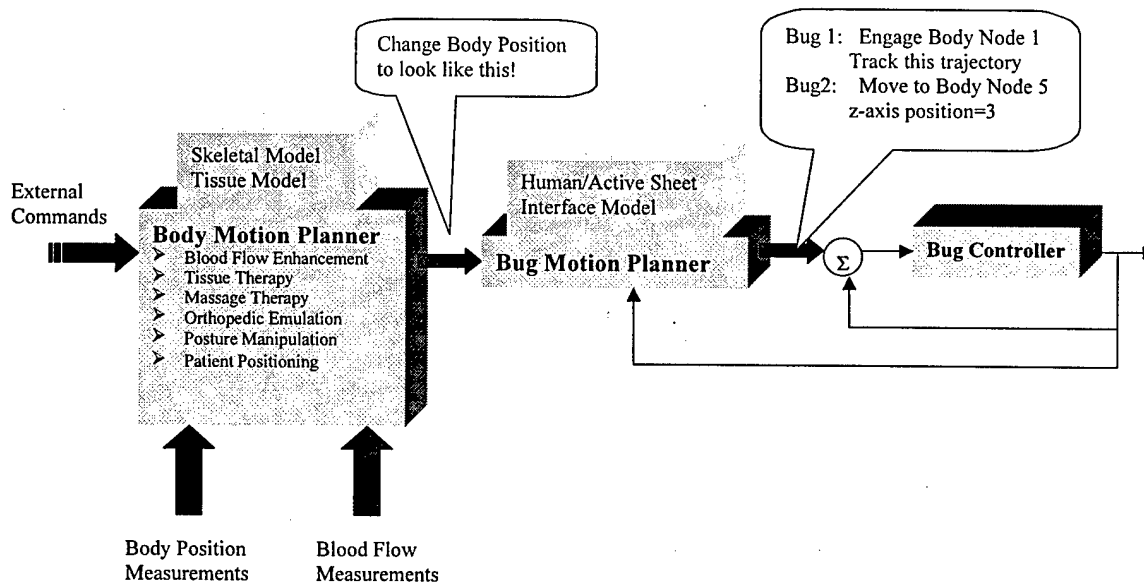 Change Body Position
to look like this!
Bug 1: Engage Body Node 1
Track this trajectory
Bug2: Move to Body Node 5
z-axis position=3
External
Commands
Skeletal Model
Tissue Model
Body Motion Planner
➢ Blood Flow Enhancement
➢ Tissue Therapy
➢ Massage Therapy
➢ Orthopedic Emulation
➢ Posture Manipulation
➢ Patient Positioning
Human/Active Sheet
Interface Model
Bug Motion Planner
Σ
Bug Controller
Body Position
Measurements
Blood Flow
Measurements